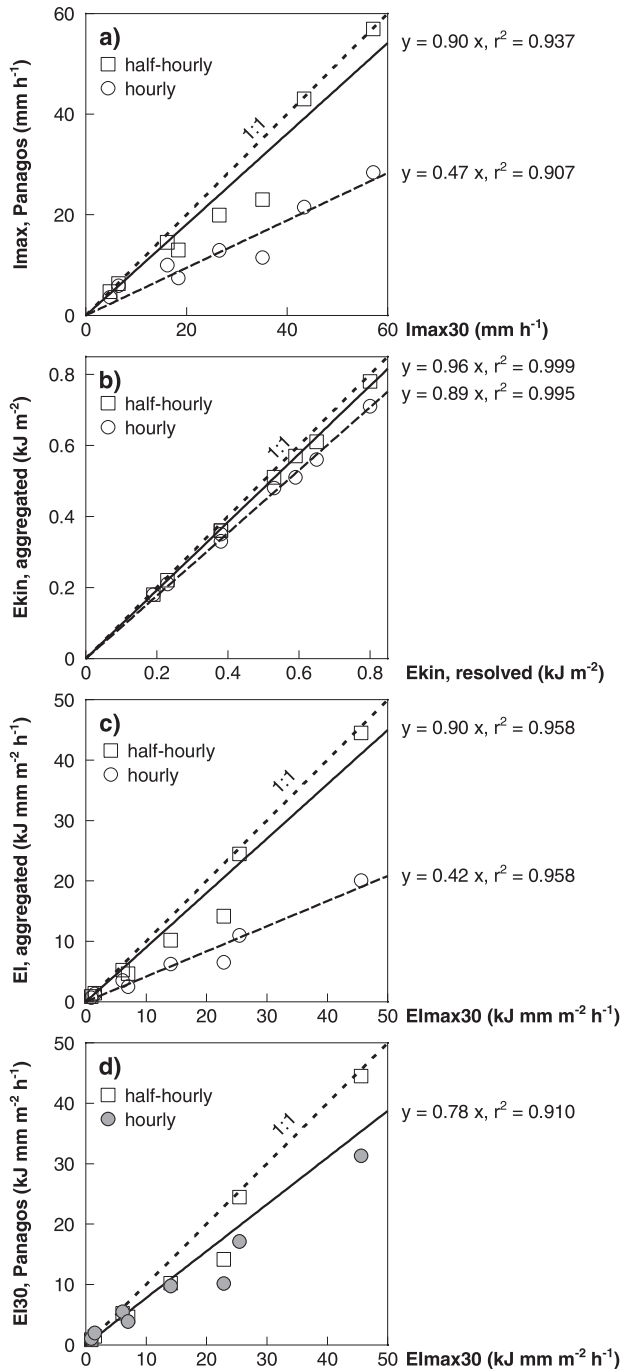 60
a)
y = 0.90 x, r² = 0.937
half-hourly
hourly
40
1:1
Imax, Panagos (mm h⁻¹)
y = 0.47 x, r² = 0.907
20
0
0 20 40 60
Imax30 (mm h⁻¹)
b)
y = 0.96 x, r² = 0.999
0.8
y = 0.89 x, r² = 0.995
half-hourly
hourly
1:1
0.6
Ekin, aggregated (kJ m⁻²)
0.4
0.2
0
0 0.2 0.4 0.6 0.8
Ekin, resolved (kJ m⁻²)
50
c)
y = 0.90 x, r² = 0.958
half-hourly
hourly
40
1:1
30
EI, aggregated (kJ mm m⁻² h⁻¹)
20
y = 0.42 x, r² = 0.958
10
0
0 10 20 30 40 50
EImax30 (kJ mm m⁻² h⁻¹)
50
d)
half-hourly
hourly
40
1:1
y = 0.78 x, r² = 0.910
30
EI30, Panagos (kJ mm m⁻² h⁻¹)
20
10
0
0 10 20 30 40 50
EImax30 (kJ mm m⁻² h⁻¹)